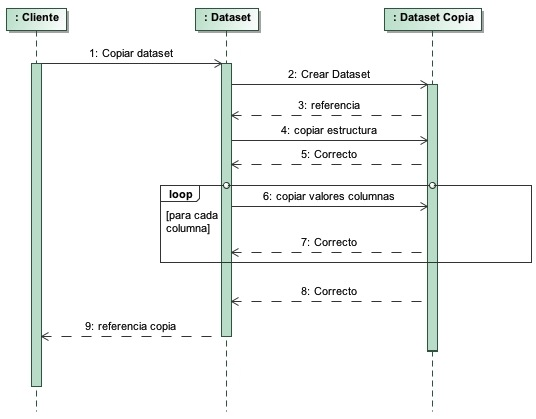 : Cliente
: Dataset
: Dataset Copia
1: Copiar dataset
2: Crear Dataset
3: referencia
4: copiar estructura
5: Correcto
loop
[para cada
columna]
6: copiar valores columnas
7: Correcto
8: Correcto
9: referencia copia